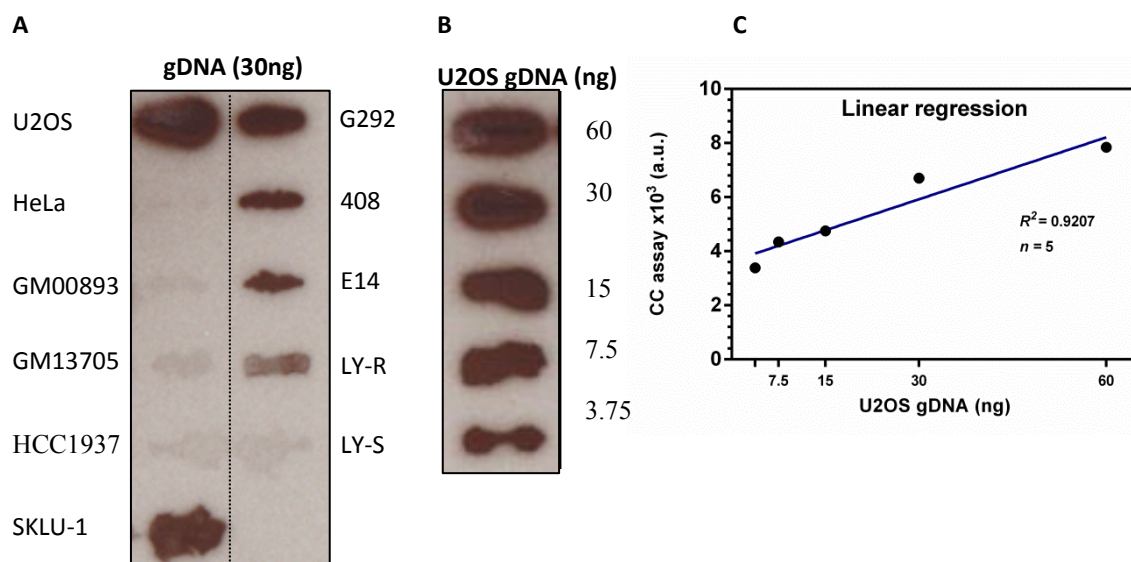 A
gDNA (30ng)
U2OS
HeLa
GM00893
GM13705
HCC1937
SKLU-1
G292
408
E14
LY-R
LY-S
B
U2OS gDNA (ng)
60
30
15
7.5
3.75
C
Linear regression
CC assay x10³ (a.u.)
10
8
6
4
2
0
R² = 0.9207
n = 5
7.5 15 30 60
U2OS gDNA (ng)